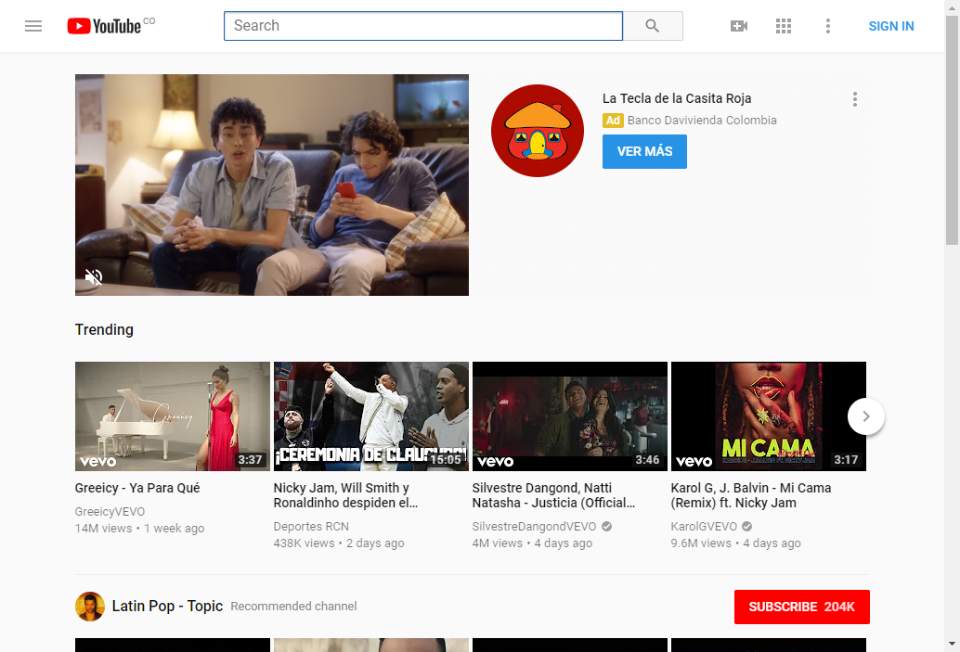 YouTube CO
Search
SIGN IN
La Tecla de la Casita Roja
Ad Banco Davivienda Colombia
VER MÁS
Trending
Greeicy
vevo
3:37
¡CEREMONIA DE CLAUSURA!
15:05
vevo
3:46
MI CAMA
vevo
3:17
Greeicy - Ya Para Qué
GreeicyVEVO
14M views • 1 week ago
Nicky Jam, Will Smith y
Ronaldinho despiden el...
Deportes RCN
438K views • 2 days ago
Silvestre Dangond, Natti
Natasha - Justicia (Official...
SilvestreDangondVEVO
4M views • 4 days ago
Karol G, J. Balvin - Mi Cama
(Remix) ft. Nicky Jam
KarolGVEVO
9.6M views • 4 days ago
Latin Pop - Topic Recommended channel
SUBSCRIBE 204K